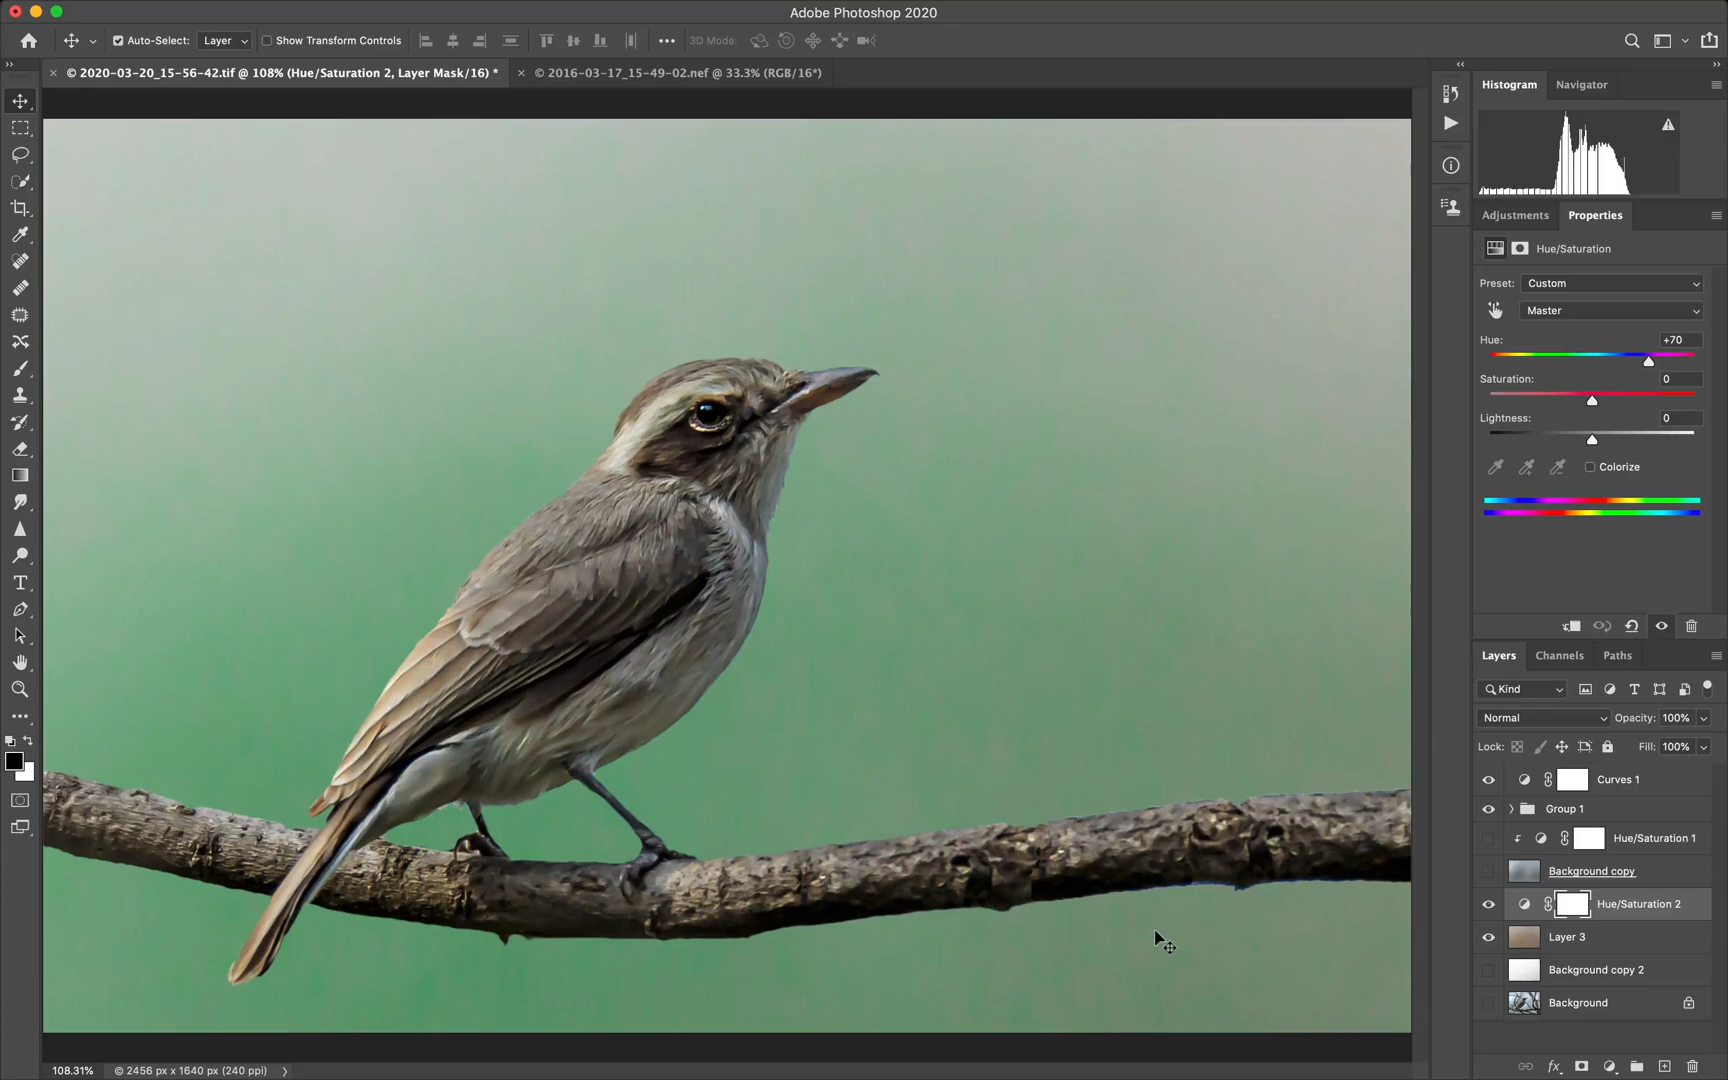 Adobe Photoshop 2020
Auto-Select: Layer Show Transform Controls 3D Mode:
© 2020-03-20_15-56-42.tif @ 108% (Hue/Saturation 2, Layer Mask/16) * © 2016-03-17_15-49-02.nef @ 33.3% (RGB/16*)
Histogram Navigator
Adjustments Properties
Hue/Saturation
Preset: Custom
Master
Hue: +70
Saturation: 0
Lightness: 0
Colorize
Layers Channels Paths
Kind
Normal Opacity: 100%
Lock: Fill: 100%
Curves 1
Group 1
Hue/Saturation 1
Background copy
Hue/Saturation 2
Layer 3
Background copy 2
Background
108.31% © 2456 px x 1640 px (240 ppi)